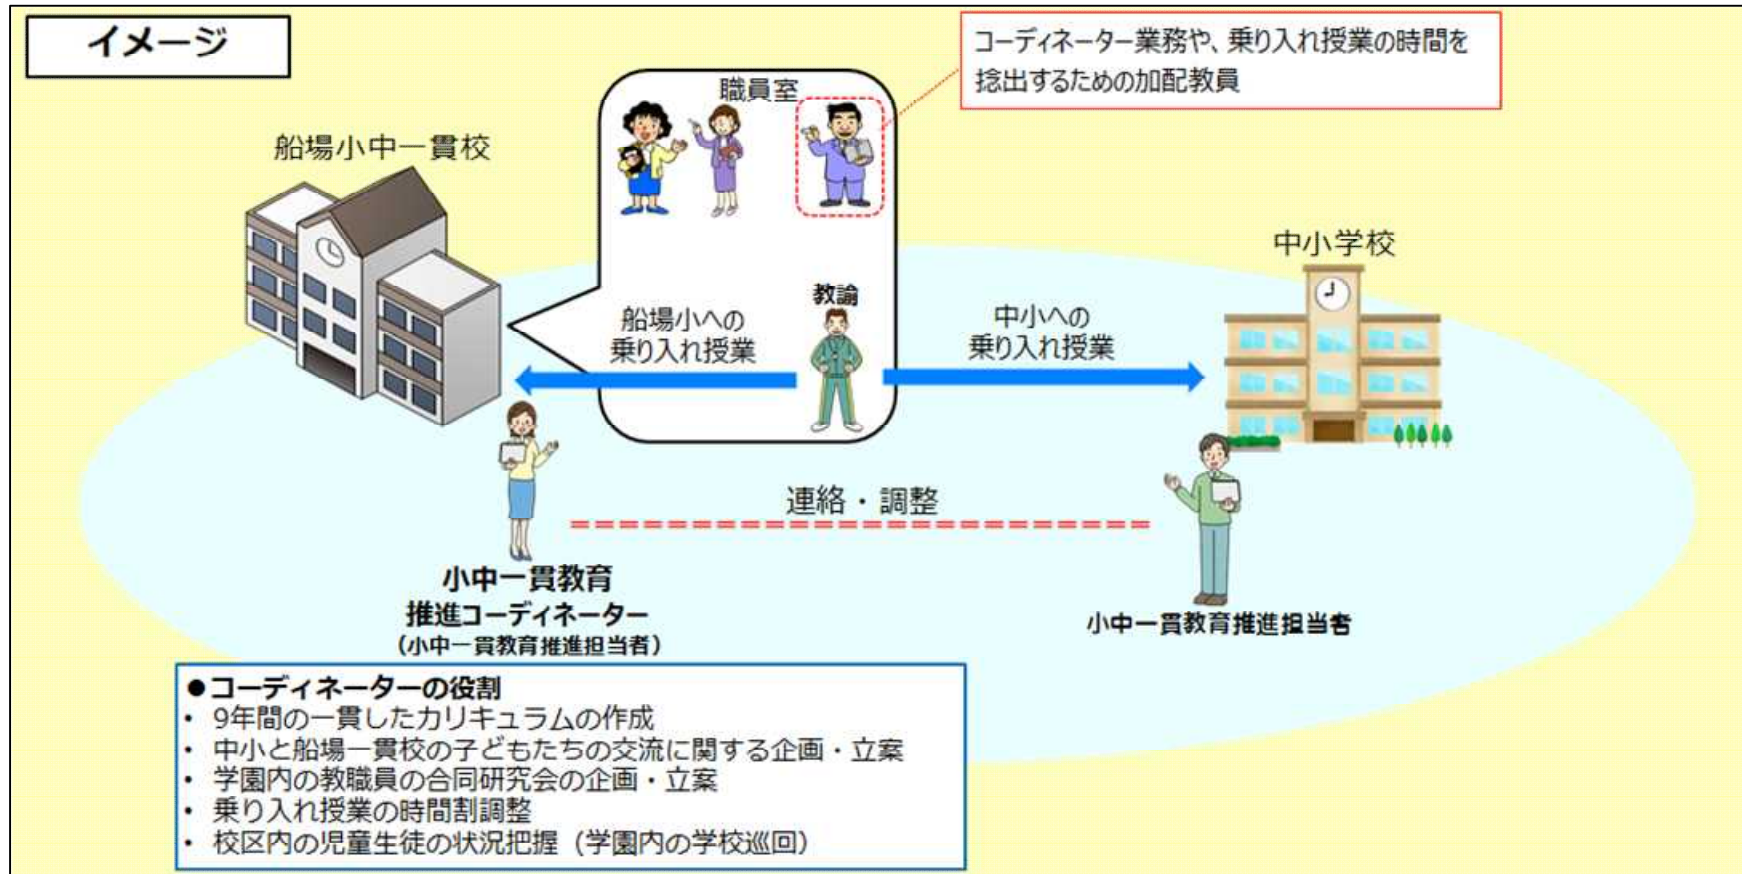 イメージ
コーディネーター業務や、乗り入れ授業の時間を
捻出するための加配教員
職員室
船場小中一貫校
中小学校
教諭
船場小への
乗り入れ授業
中小への
乗り入れ授業
連絡・調整
小中一貫教育
推進コーディネーター
(小中一貫教育推進担当者)
小中一貫教育推進担当者
●コーディネーターの役割
・ 9年間の一貫したカリキュラムの作成
・ 中小と船場一貫校の子どもたちの交流に関する企画・立案
・ 学園内の教職員の合同研究会の企画・立案
・ 乗り入れ授業の時間割調整
・ 校区内の児童生徒の状況把握（学園内の学校巡回）